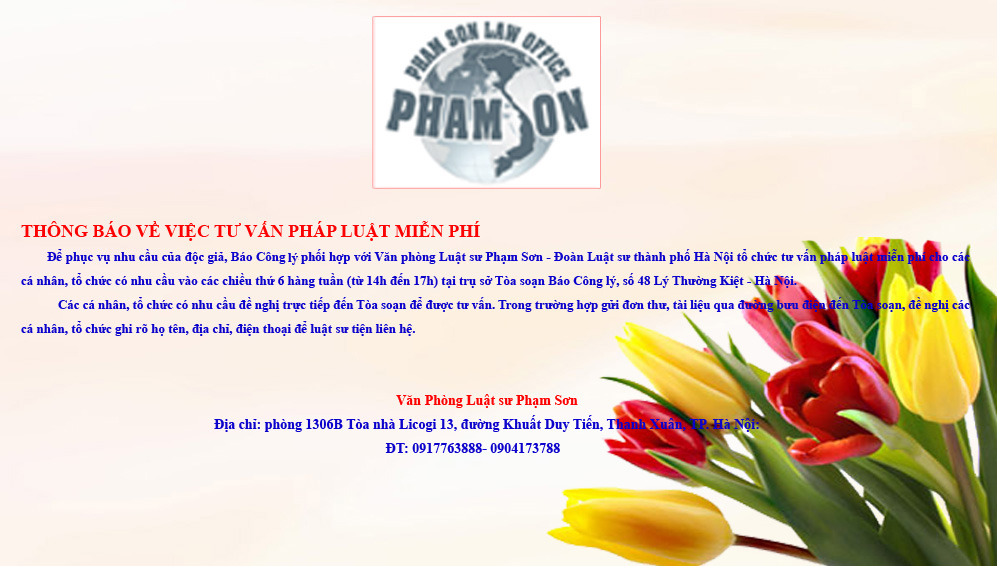 PHAM SON LAW OFFICE
PHAM SON
THÔNG BÁO VỀ VIỆC TƯ VẤN PHÁP LUẬT MIỄN PHÍ
Để phục vụ nhu cầu của độc giả, Báo Công lý phối hợp với Văn phòng Luật sư Phạm Sơn - Đoàn Luật sư thành phố Hà Nội tổ chức tư vấn pháp luật miễn phí cho các
cá nhân, tổ chức có nhu cầu vào các chiều thứ 6 hàng tuần (từ 14h đến 17h) tại trụ sở Tòa soạn Báo Công lý, số 48 Lý Thường Kiệt - Hà Nội.
Các cá nhân, tổ chức có nhu cầu đề nghị trực tiếp đến Tòa soạn để được tư vấn. Trong trường hợp gửi đơn thư, tài liệu qua đường bưu điện đến Tòa soạn, đề nghị các
cá nhân, tổ chức ghi rõ họ tên, địa chỉ, điện thoại để luật sư tiện liên hệ.
Văn Phòng Luật sư Phạm Sơn
Địa chỉ: phòng 1306B Tòa nhà Licogi 13, đường Khuất Duy Tiến, Thanh Xuân, TP. Hà Nội:
ĐT: 0917763888- 0904173788